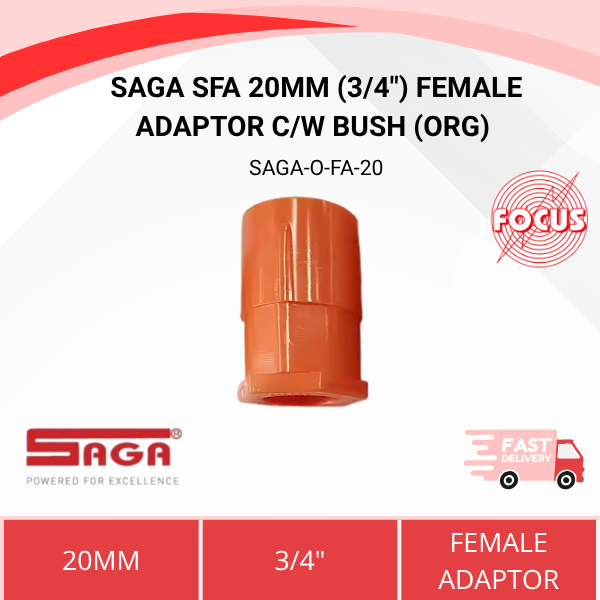 SAGA SFA 20MM (3/4") FEMALE
ADAPTOR C/W BUSH (ORG)
SAGA-O-FA-20
FOCUS
SAGA®
POWERED FOR EXCELLENCE
FAST
DELIVERY
20MM
3/4"
FEMALE
ADAPTOR